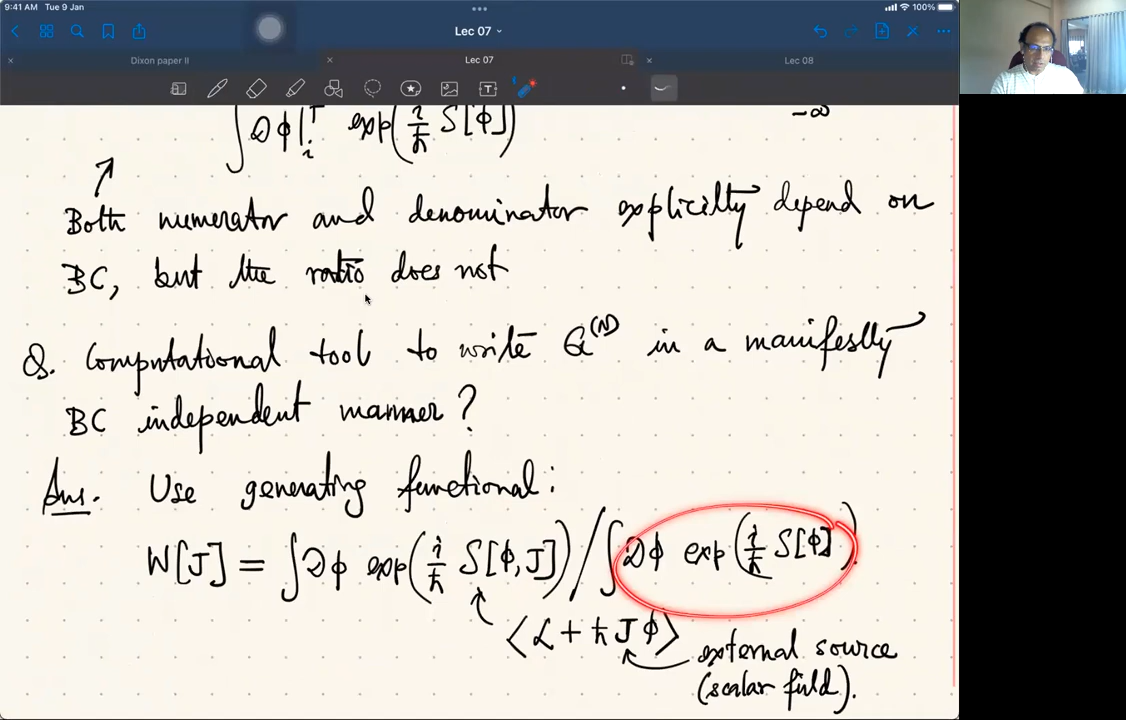 9:41 AM Tue 9 Jan
100%
Lec 07
Dixon paper II
Lec 07
Lec 08
∫ 𝒟φ|_i^f exp(i/ħ S[φ])
-∞
Both numerator and denominator explicitly depend on
BC, but the ratio does not
Q. Computational tool to write G^(N) in a manifestly
BC independent manner?
Ans. Use generating functional:
W[J] = ∫𝒟φ exp(i/ħ S[φ,J]) / ∫𝒟φ exp(i/ħ S[φ]).
⟨ℒ + ħJφ⟩ external source
(scalar field).